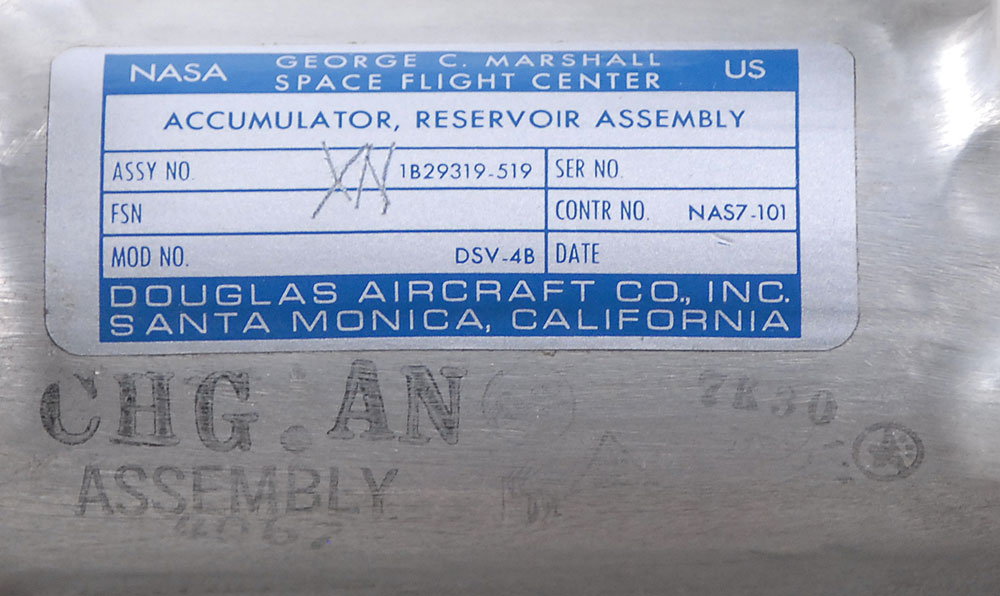 NASA GEORGE C. MARSHALL SPACE FLIGHT CENTER US
ACCUMULATOR, RESERVOIR ASSEMBLY
ASSY NO. XN 1B29319-519 SER NO.
FSN CONTR NO. NAS7-101
MOD NO. DSV-4B DATE
DOUGLAS AIRCRAFT CO., INC.
SANTA MONICA, CALIFORNIA
CHG. AN
7K30
ASSEMBLY